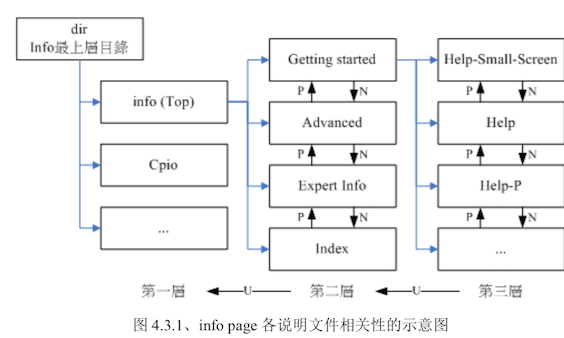 dir
Info最上層目錄
info (Top)
Cpio
...
Getting started
P
N
Advanced
P
N
Expert Info
P
N
Index
Help-Small-Screen
P
N
Help
P
N
Help-P
P
N
...
第一層
U
第二層
U
第三層
图 4.3.1、info page 各说明文件相关性的示意图